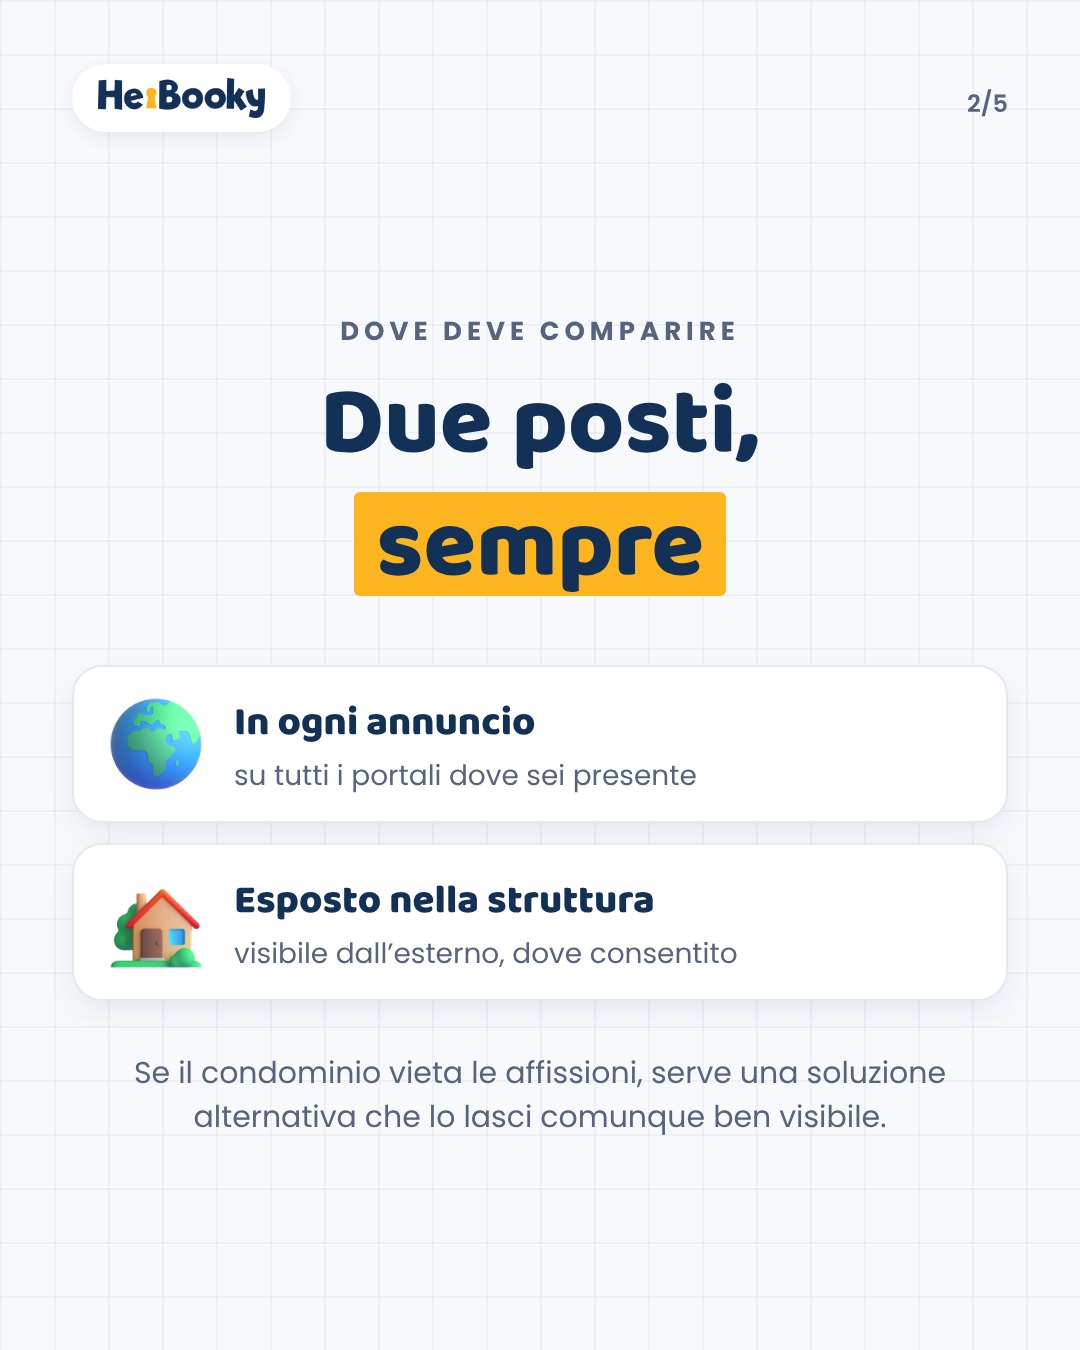 HeiBooky
2/5
DOVE DEVE COMPARIRE
Due posti,
sempre
In ogni annuncio
su tutti i portali dove sei presente
Esposto nella struttura
visibile dall’esterno, dove consentito
Se il condominio vieta le affissioni, serve una soluzione
alternativa che lo lasci comunque ben visibile.